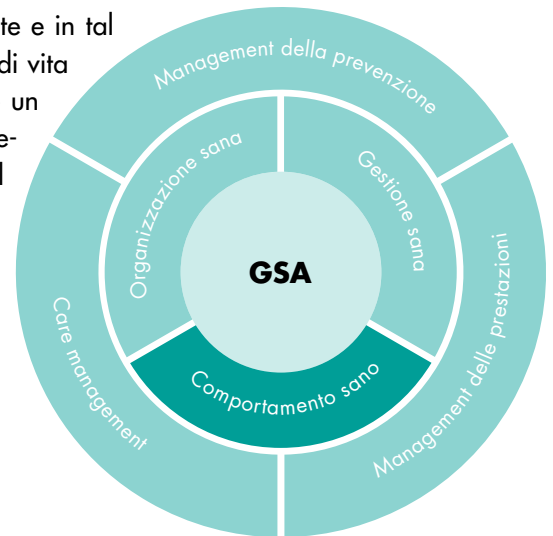 te e in tal
di vita
un
e-
l
Management della prevenzione
Organizzazione sana
Gestione sana
GSA
Comportamento sano
Care management
Management delle prestazioni